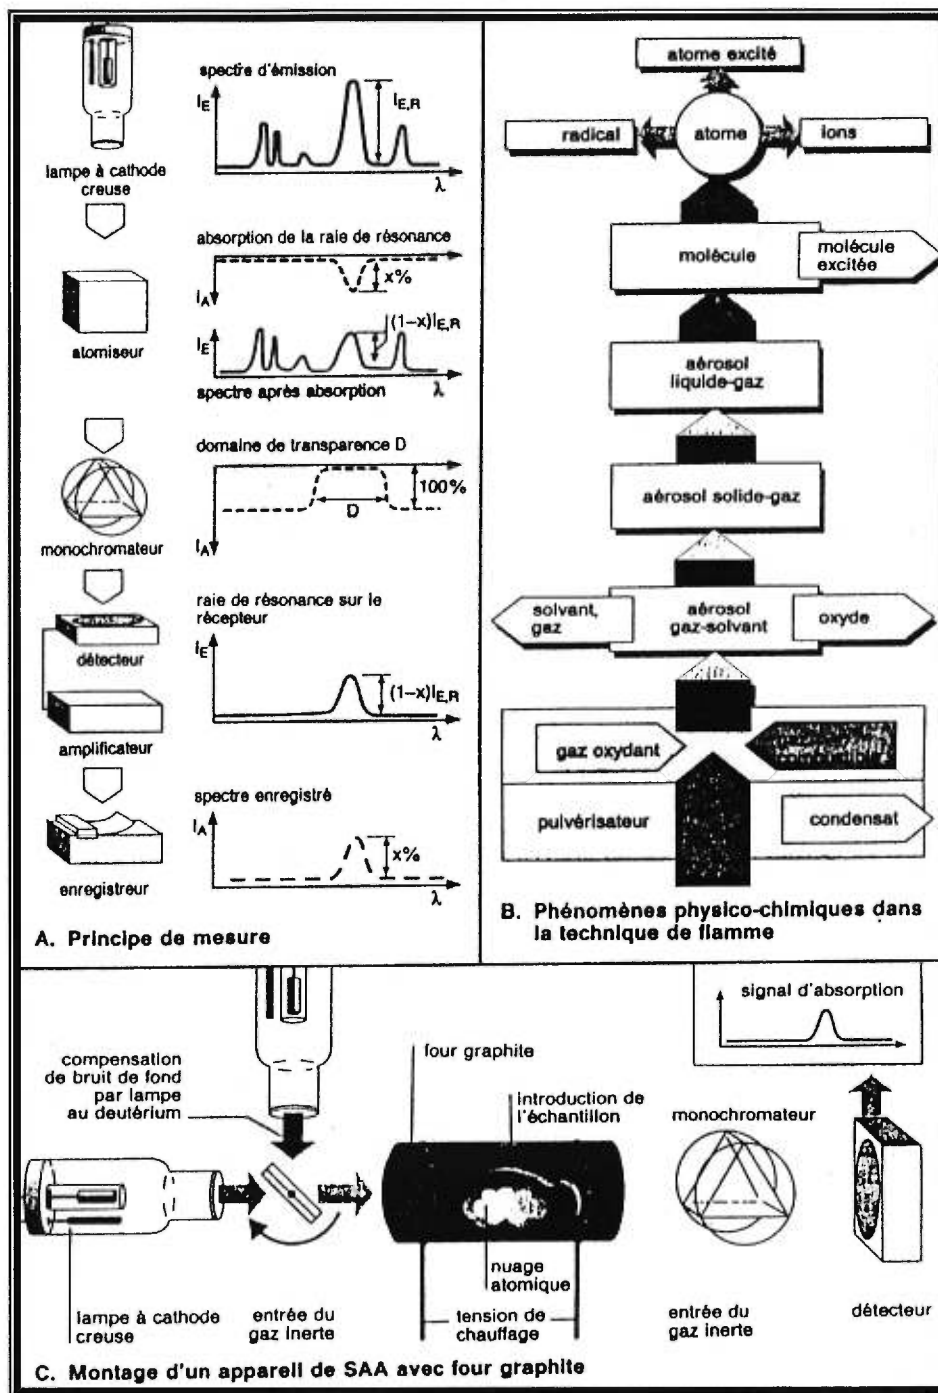 spectre d'émission
I_E
I_E,R
λ
lampe à cathode
creuse
absorption de la raie de résonance
x%
I_A
(1-x)I_E,R
I_E
atomiseur
spectre après absorption
λ
domaine de transparence D
100%
D
monochromateur
I_A
raie de résonance sur le
récepteur
I_E
détecteur
(1-x)I_E,R
amplificateur
λ
spectre enregistré
I_A
x%
enregistreur
λ
A. Principe de mesure
atome excité
radical
atome
ions
molécule
molécule
excitée
aérosol
liquide-gaz
aérosol solide-gaz
solvant,
gaz
aérosol
gaz-solvant
oxyde
gaz oxydant
combustible
pulvérisateur
condensat
B. Phénomènes physico-chimiques dans
la technique de flamme
signal d'absorption
compensation
de bruit de fond
par lampe
au deutérium
four graphite
introduction de
l'échantillon
monochromateur
nuage
atomique
lampe à cathode
creuse
entrée du
gaz inerte
tension de
chauffage
entrée du
gaz inerte
détecteur
C. Montage d'un appareil de SAA avec four graphite